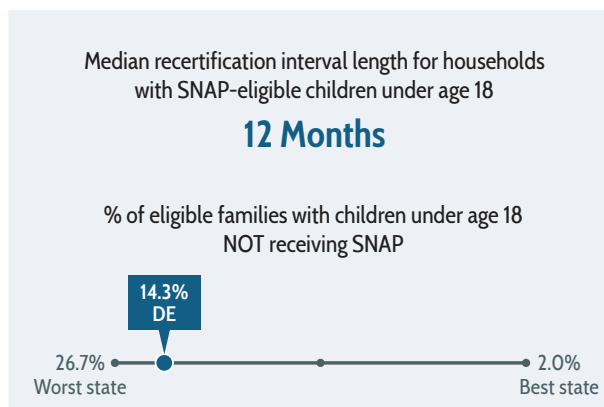 Median recertification interval length for households
with SNAP-eligible children under age 18
12 Months
% of eligible families with children under age 18
NOT receiving SNAP
14.3%
DE
26.7%
Worst state
2.0%
Best state